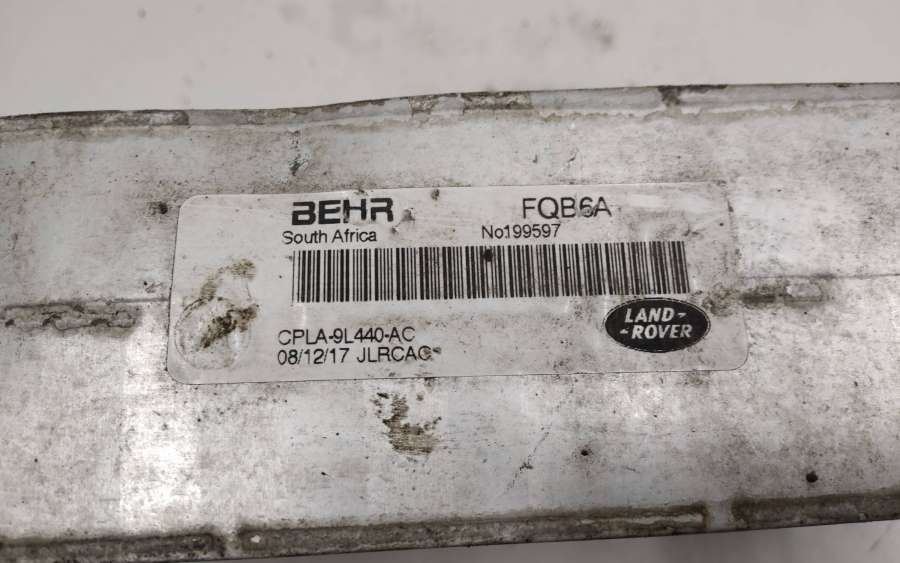 BEHR FQB6A
South Africa No199597
CPLA-9L440-AC
08/12/17 JLRCAC
LAND-
-ROVER